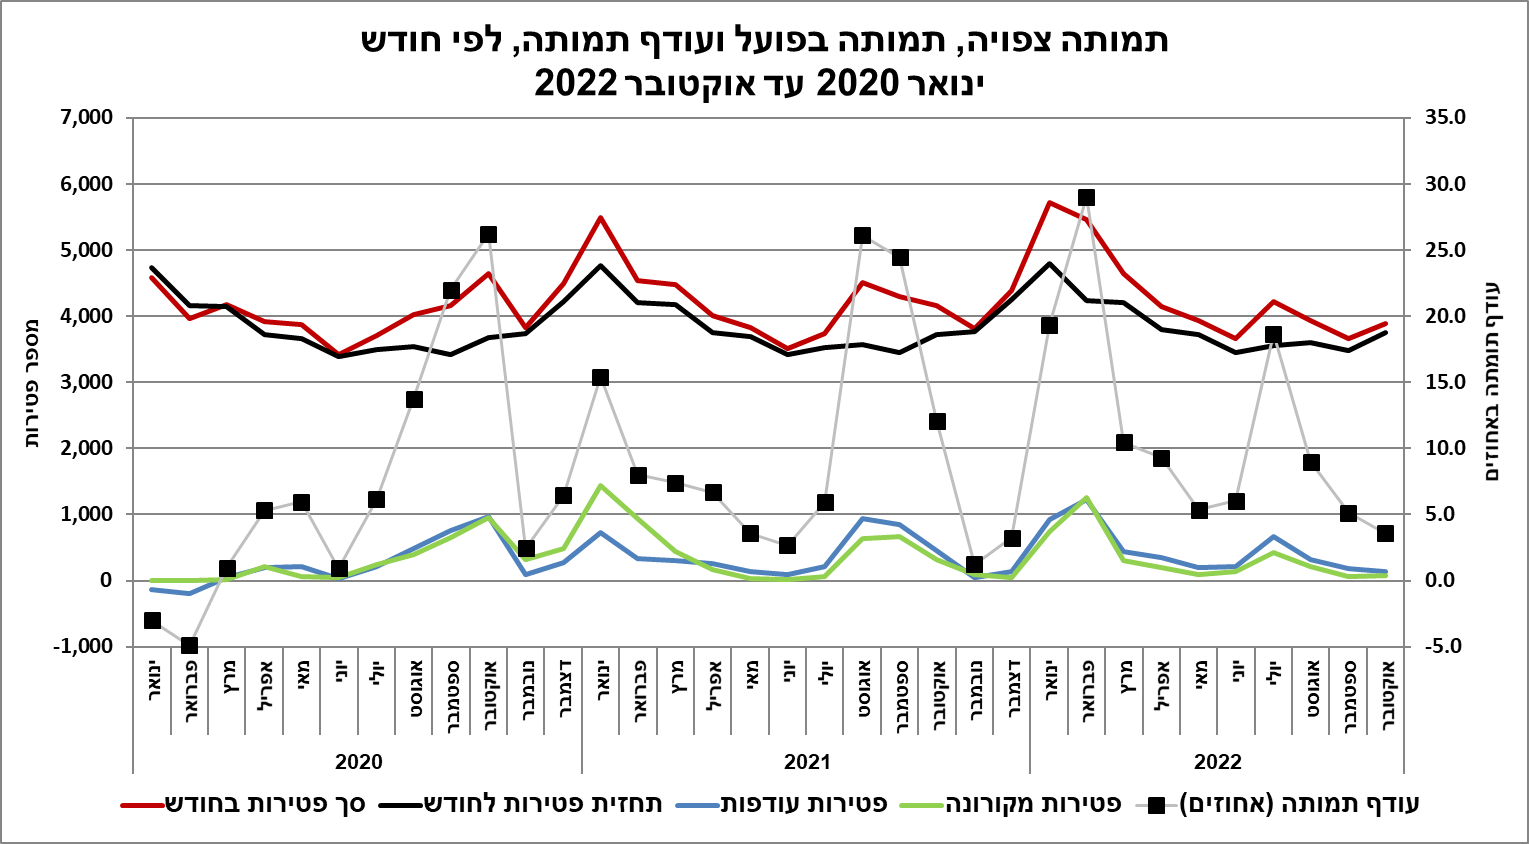 תמותה צפויה, תמותה בפועל ועודף תמותה, לפי חודש
ינואר 2020 עד אוקטובר 2022
מספר פטירות
7,000
6,000
5,000
4,000
3,000
2,000
1,000
0
-1,000
עודף תומתה באחוזים
35.0
30.0
25.0
20.0
15.0
10.0
5.0
0.0
-5.0
ינואר
פברואר
מרץ
אפריל
מאי
יוני
יולי
אוגוסט
ספטמבר
אוקטובר
נובמבר
דצמבר
ינואר
פברואר
מרץ
אפריל
מאי
יוני
יולי
אוגוסט
ספטמבר
אוקטובר
נובמבר
דצמבר
ינואר
פברואר
מרץ
אפריל
מאי
יוני
יולי
אוגוסט
ספטמבר
אוקטובר
2020
2021
2022
סך פטירות בחודש
תחזית פטירות לחודש
פטירות עודפות
פטירות מקורונה
עודף תמותה (אחוזים)